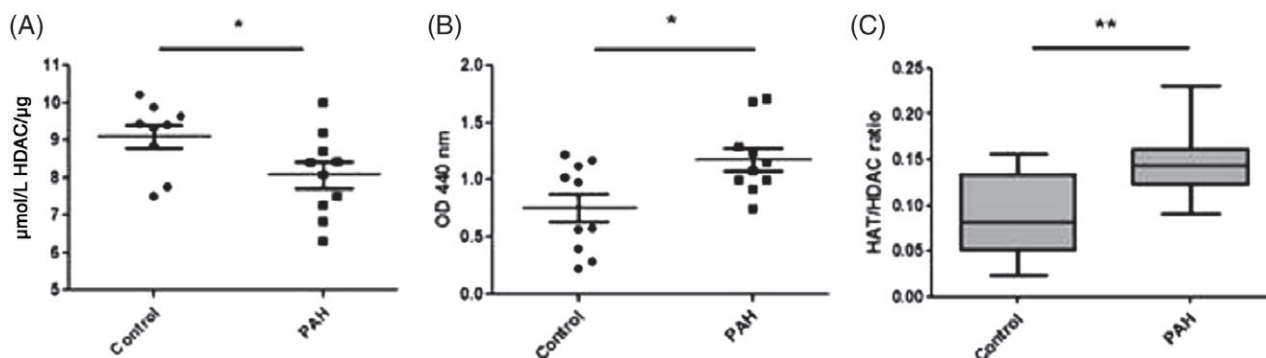 (A)
*
µmol/L HDAC/µg
11
10
9
8
7
6
5
Control
PAH
(B)
*
OD 440 nm
2.0
1.5
1.0
0.5
0.0
Control
PAH
(C)
**
HAT/HDAC ratio
0.25
0.20
0.15
0.10
0.05
0.00
Control
PAH